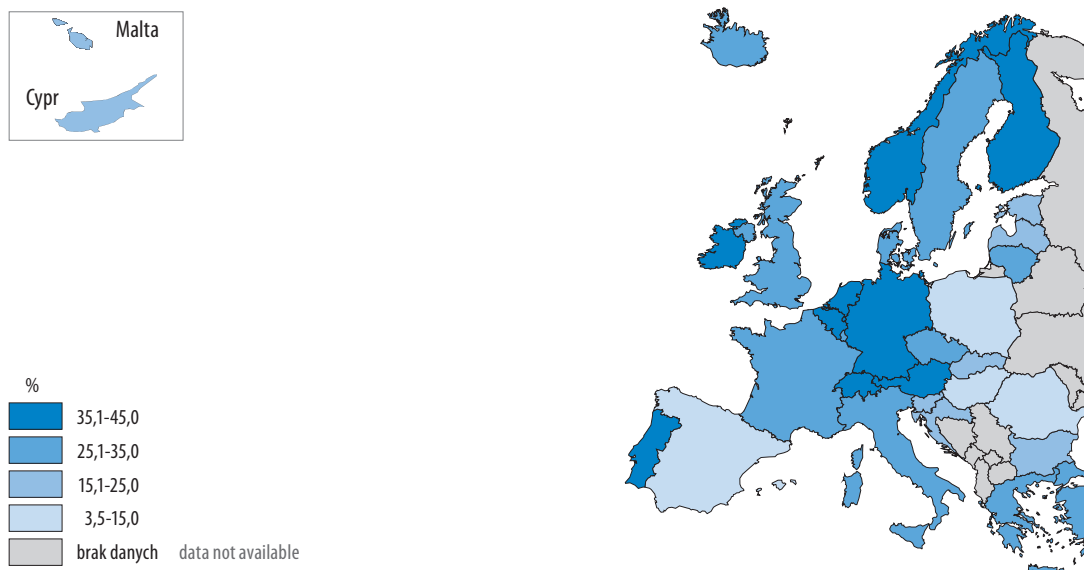 Malta
Cypr
%
35,1-45,0
25,1-35,0
15,1-25,0
3,5-15,0
brak danych data not available